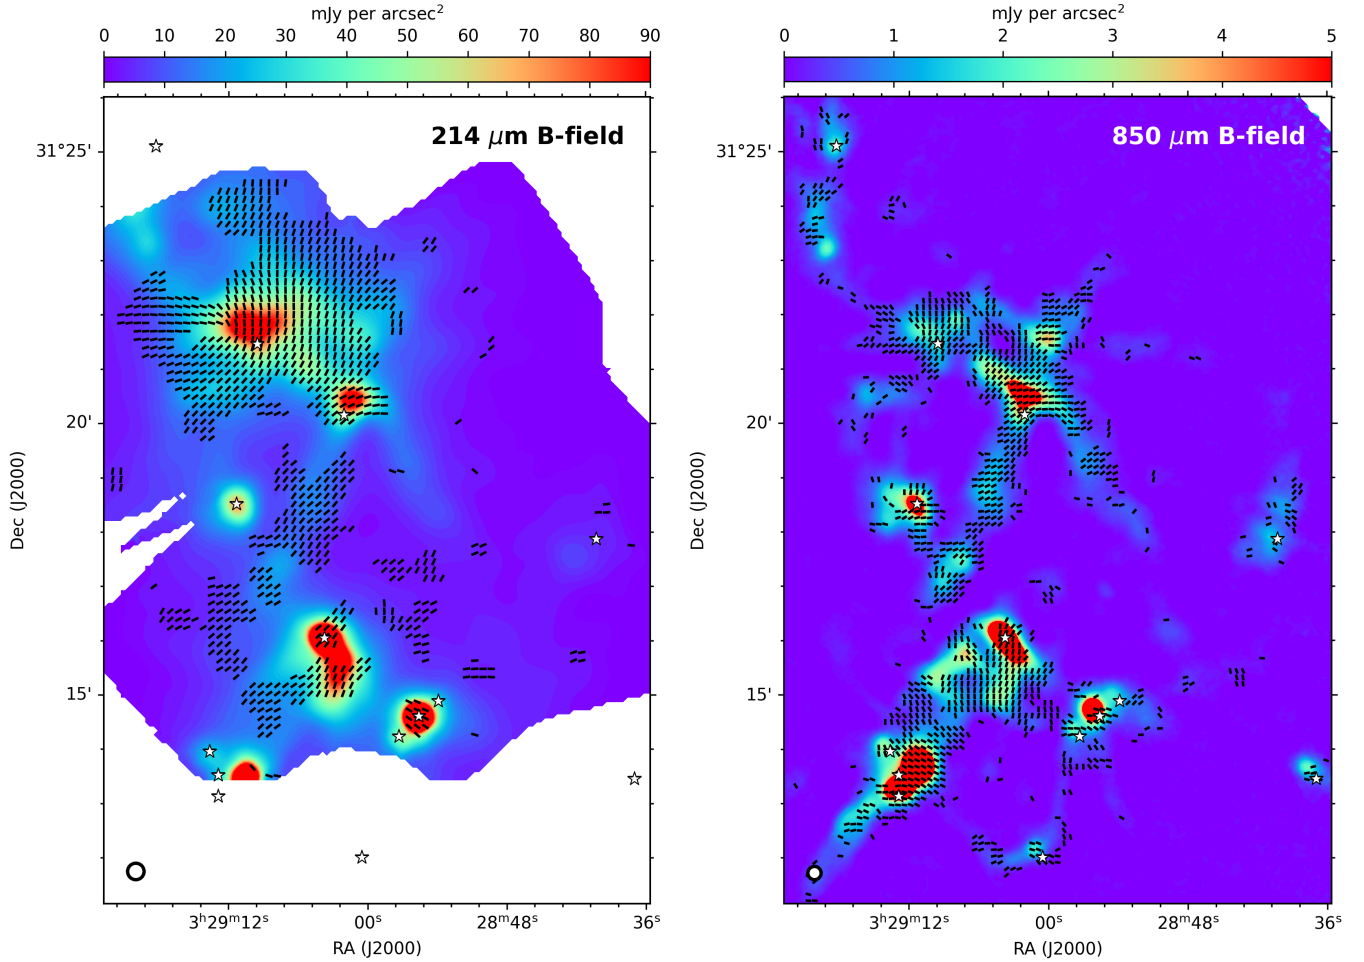 mJy per arcsec²
0 10 20 30 40 50 60 70 80 90
214 μm B-field
31°25'
20'
15'
Dec (J2000)
3ʰ29ᵐ12ˢ 00ˢ 28ᵐ48ˢ 36ˢ
RA (J2000)
mJy per arcsec²
0 1 2 3 4 5
850 μm B-field
31°25'
20'
15'
Dec (J2000)
3ʰ29ᵐ12ˢ 00ˢ 28ᵐ48ˢ 36ˢ
RA (J2000)